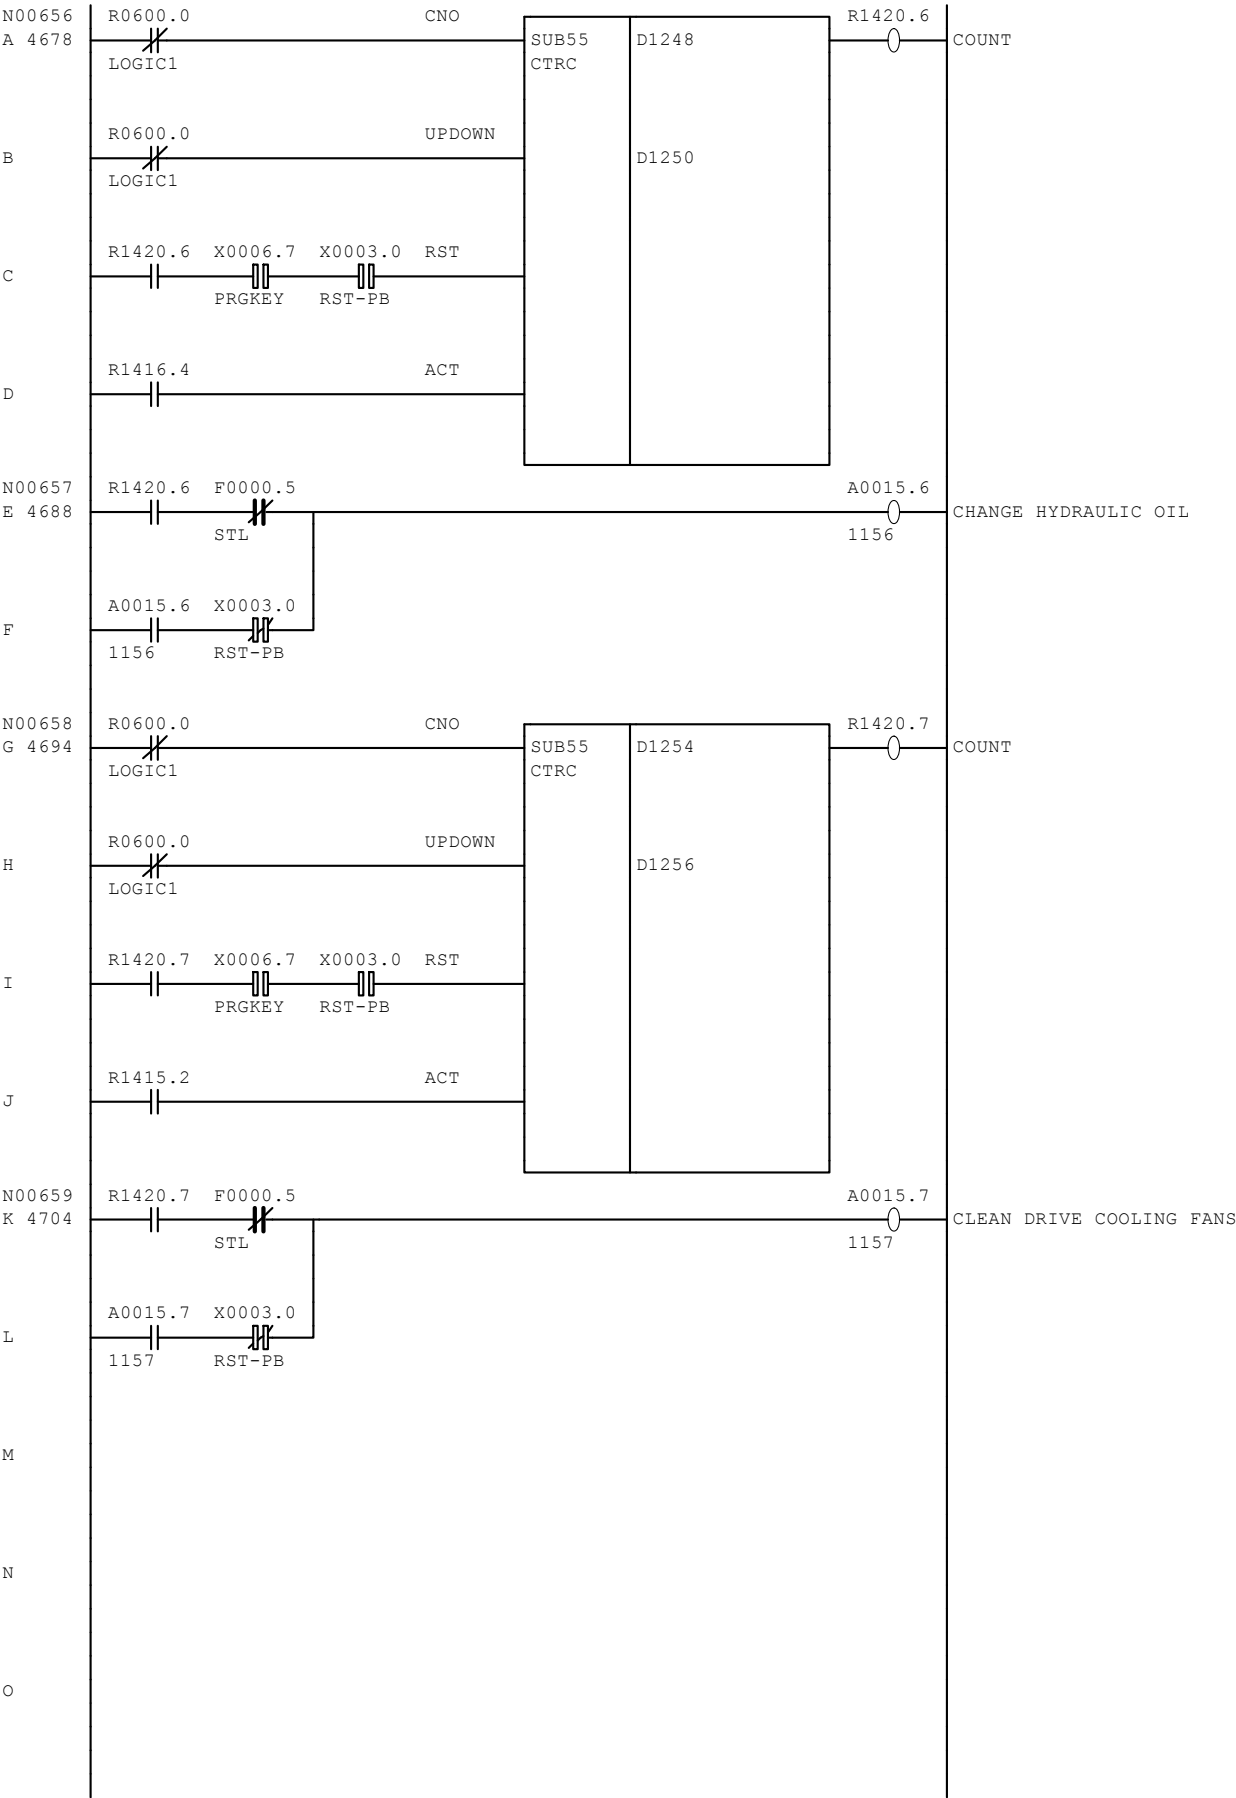 N00656 R0600.0 CNO R1420.6
A 4678 SUB55 D1248 COUNT
LOGIC1 CTRC
R0600.0 UPDOWN
B D1250
LOGIC1
R1420.6 X0006.7 X0003.0 RST
C
PRGKEY RST-PB
R1416.4 ACT
D
N00657 R1420.6 F0000.5 A0015.6
E 4688 CHANGE HYDRAULIC OIL
STL 1156
A0015.6 X0003.0
F
1156 RST-PB
N00658 R0600.0 CNO R1420.7
G 4694 SUB55 D1254 COUNT
LOGIC1 CTRC
R0600.0 UPDOWN
H D1256
LOGIC1
R1420.7 X0006.7 X0003.0 RST
I
PRGKEY RST-PB
R1415.2 ACT
J
N00659 R1420.7 F0000.5 A0015.7
K 4704 CLEAN DRIVE COOLING FANS
STL 1157
A0015.7 X0003.0
L
1157 RST-PB
M
N
O